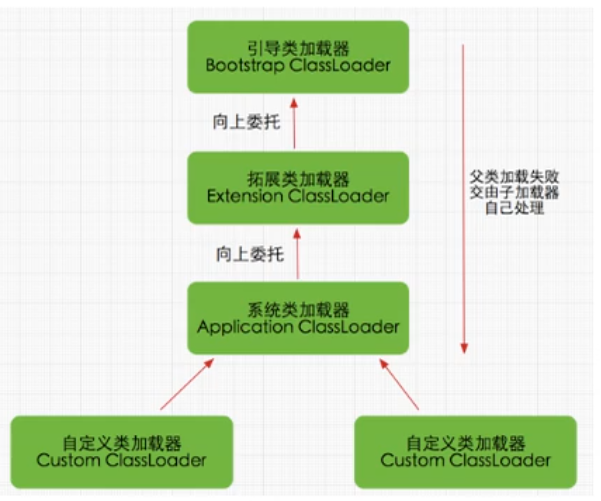 引导类加载器
Bootstrap ClassLoader
向上委托
拓展类加载器
Extension ClassLoader
父类加载失败
交由子加载器
自己处理
向上委托
系统类加载器
Application ClassLoader
自定义类加载器
Custom ClassLoader
自定义类加载器
Custom ClassLoader